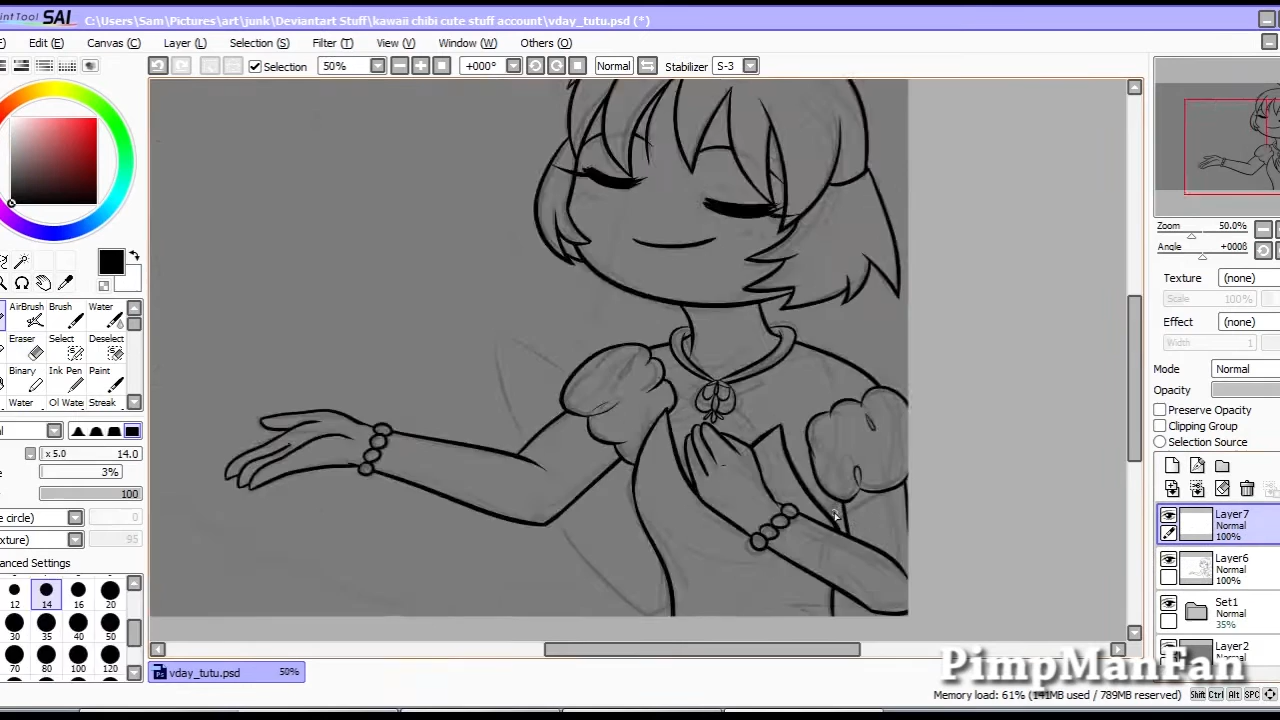 intTool SAI C:\Users\Sam\Pictures\art\junk\Deviantart Stuff\kawaii chibi cute stuff account\vday_tutu.psd (*)
E) Edit (E) Canvas (C) Layer (L) Selection (S) Filter (T) View (V) Window (W) Others (O)
Selection 50% +000° Normal Stabilizer S-
Zoom 50.0%
Angle +000ß
Texture (none)
Scale 100%
Effect (none)
Width 1
Mode Normal
Opacity
Preserve Opacity
Clipping Group
Selection Source
AirBrush Brush Water
Eraser Select Deselect
Binary Ink Pen Paint
Water Ol Water Streak
x 5.0 14.0
3%
100
e circle) 0
xture) 95
dvanced Settings
12 14 16 20
30 35 40 50
70 80 100 120
Layer7
Normal
100%
Layer6
Normal
100%
Set1
Normal
35%
Layer2
Normal
vday_tutu.psd 50%
PimpManFan
Memory load: 61% (141MB used / 789MB reserved) Shift Ctrl Alt SPC